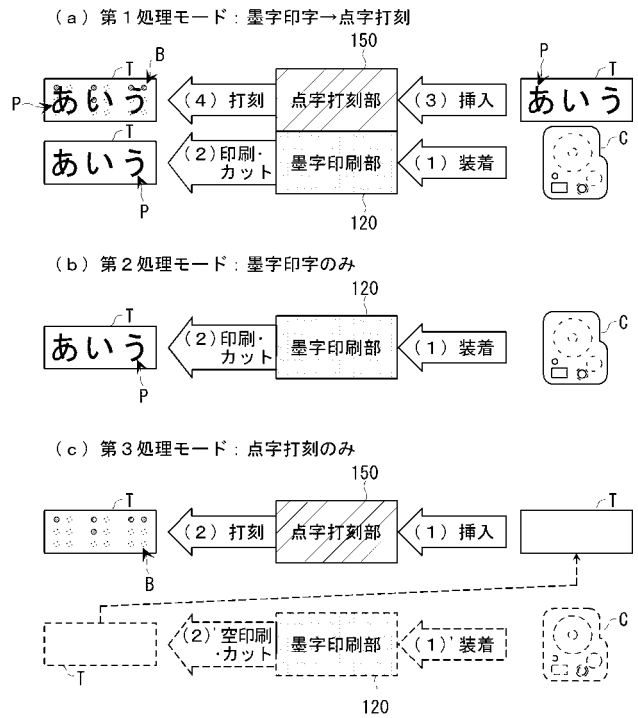 (a)第1処理モード:墨字印字→点字打刻
150
T B T P
P あいう (4)打刻 点字打刻部 (3)挿入 あいう
あいう (2)印刷・カット 墨字印刷部 (1)装着 C
P 120
(b)第2処理モード:墨字印字のみ
120
T C
あいう (2)印刷・カット 墨字印刷部 (1)装着
P
(c)第3処理モード:点字打刻のみ
150
T T
(2)打刻 点字打刻部 (1)挿入
B
(2)'空印刷・カット 墨字印刷部 (1)'装着 C
T 120